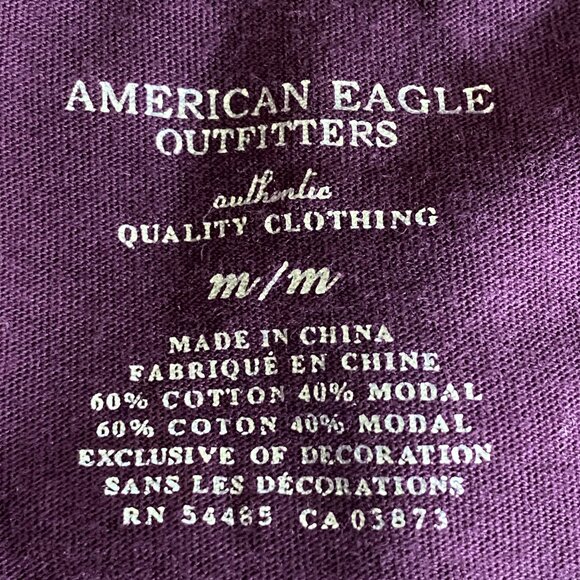 AMERICAN EAGLE
OUTFITTERS
authentic
QUALITY CLOTHING
m/m
MADE IN CHINA
FABRIQUÉ EN CHINE
60% COTTON 40% MODAL
60% COTON 40% MODAL
EXCLUSIVE OF DECORATION
SANS LES DÉCORATIONS
RN 54485 CA 03873